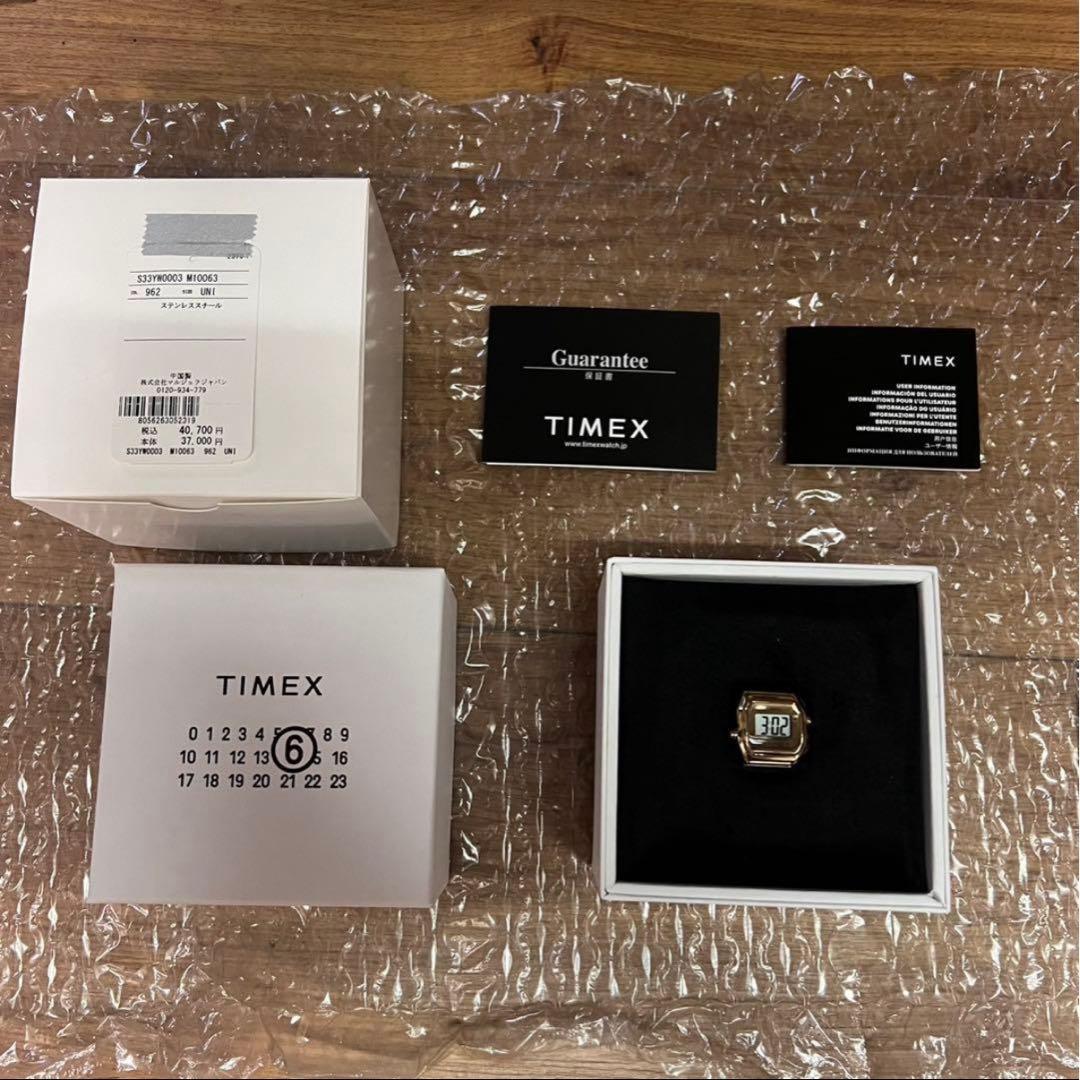 S33YW0003 M10063
COL. 962 SIZE UNI
ステンレススチール
中国製
株式会社マルジェラジャパン
0120-934-779
8056263052319
税込 40,700円
本体 37,000円
S33YW0003 M10063 962 UNI
Guarantee
保証書
TIMEX
www.timexwatch.jp
TIMEX
USER INFORMATION
INFORMACIÓN DEL USUARIO
INFORMATIONS POUR L'UTILISATEUR
INFORMAÇÃO DO USUÁRIO
INFORMAZIONI PER L'UTENTE
BENUTZERINFORMATIONEN
INFORMATIE VOOR DE GEBRUIKER
用户信息
ユーザー情報
ИНФОРМАЦИЯ ДЛЯ ПОЛЬЗОВАТЕЛЕЙ
TIMEX
0 1 2 3 4 6 8 9
10 11 12 13 16
17 18 19 20 21 22 23
3:02